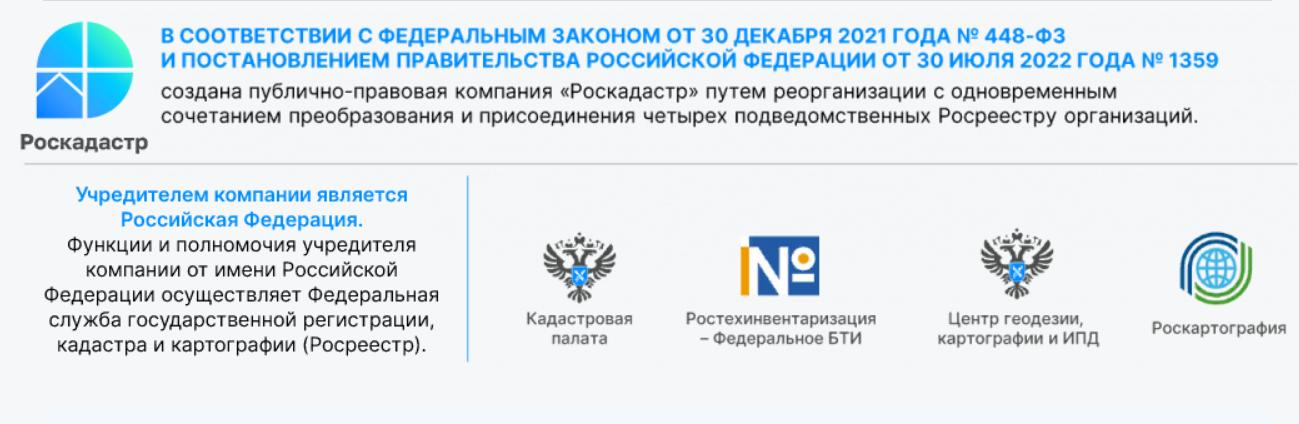 В СООТВЕТСТВИИ С ФЕДЕРАЛЬНЫМ ЗАКОНОМ ОТ 30 ДЕКАБРЯ 2021 ГОДА № 448-ФЗ
И ПОСТАНОВЛЕНИЕМ ПРАВИТЕЛЬСТВА РОССИЙСКОЙ ФЕДЕРАЦИИ ОТ 30 ИЮЛЯ 2022 ГОДА № 1359
создана публично-правовая компания «Роскадастр» путем реорганизации с одновременным
сочетанием преобразования и присоединения четырех подведомственных Росреестру организаций.
Роскадастр
Учредителем компании является
Российская Федерация.
Функции и полномочия учредителя
компании от имени Российской
Федерации осуществляет Федеральная
служба государственной регистрации,
кадастра и картографии (Росреестр).
Кадастровая
палата
№
Ростехинвентаризация
– Федеральное БТИ
Центр геодезии,
картографии и ИПД
Роскартография